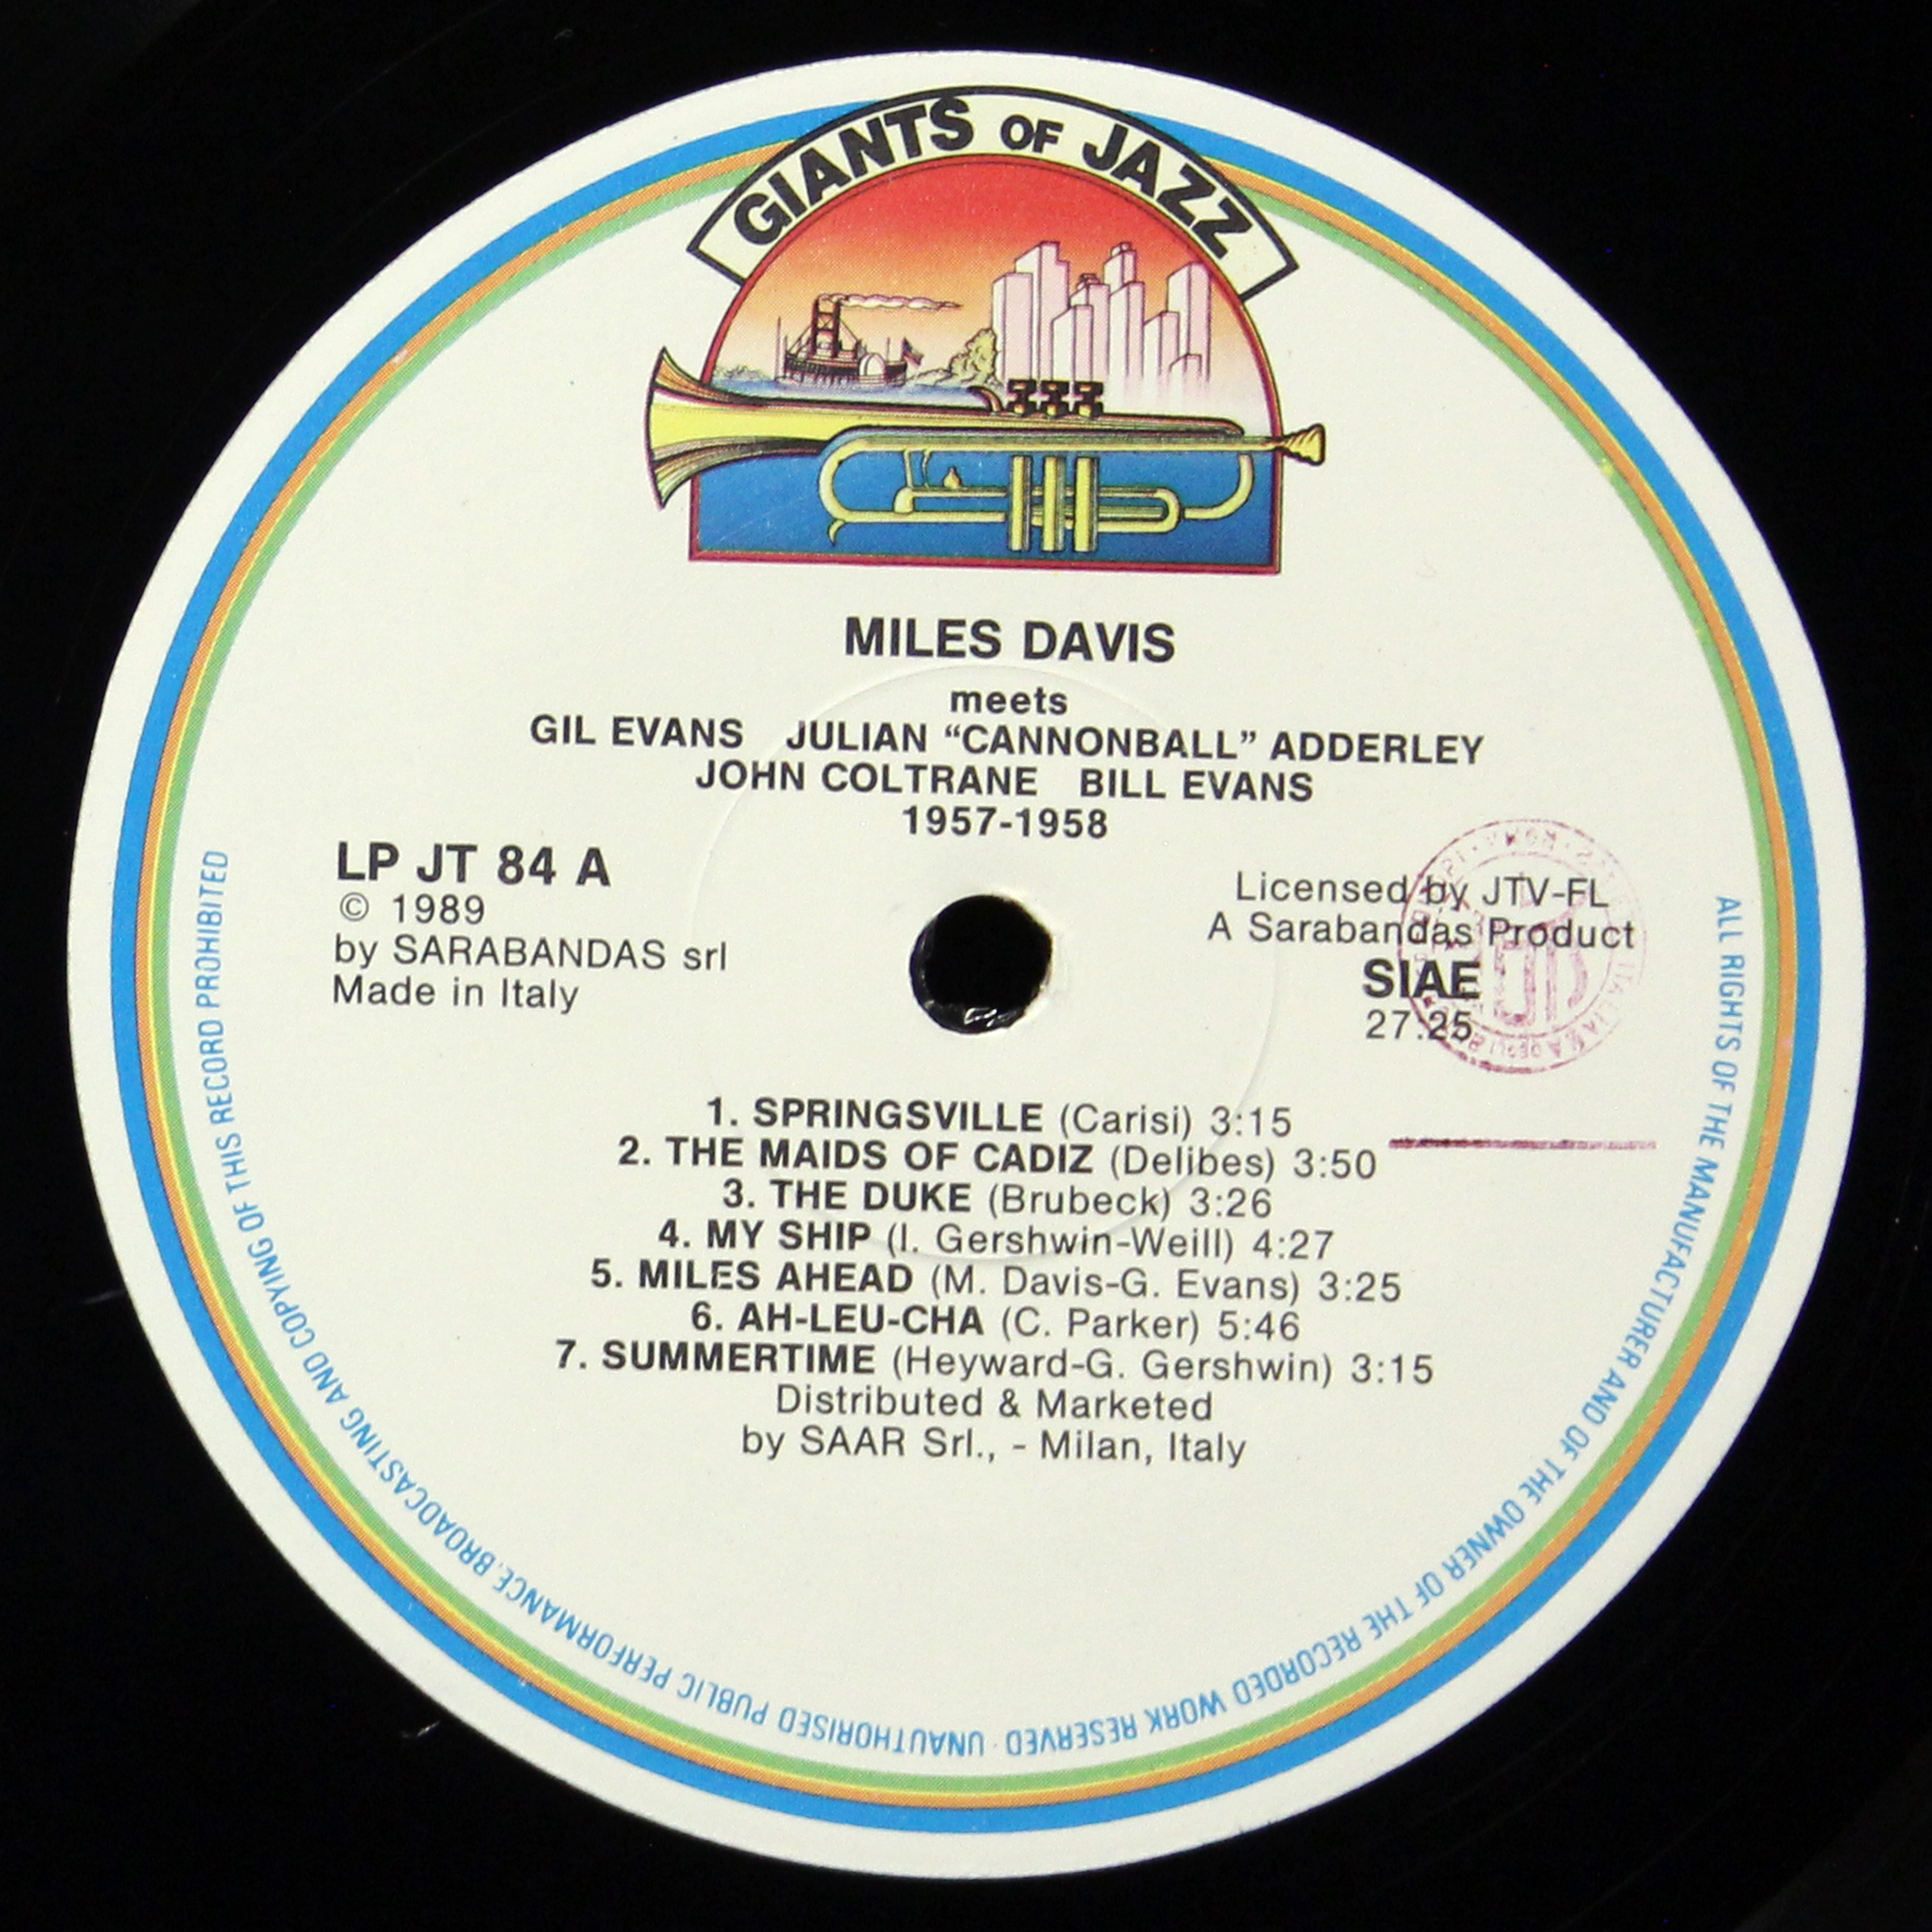 GIANTS OF JAZZ
MILES DAVIS
meets
GIL EVANS JULIAN “CANNONBALL” ADDERLEY
JOHN COLTRANE BILL EVANS
1957-1958
LP JT 84 A
© 1989
by SARABANDAS srl
Made in Italy
Licensed by JTV-FL
A Sarabandas Product
SIAE
27:25
1. SPRINGSVILLE (Carisi) 3:15
2. THE MAIDS OF CADIZ (Delibes) 3:50
3. THE DUKE (Brubeck) 3:26
4. MY SHIP (I. Gershwin-Weill) 4:27
5. MILES AHEAD (M. Davis-G. Evans) 3:25
6. AH-LEU-CHA (C. Parker) 5:46
7. SUMMERTIME (Heyward-G. Gershwin) 3:15
Distributed & Marketed
by SAAR Srl., - Milan, Italy
ALL RIGHTS OF THE MANUFACTURER AND OF THE OWNER OF THE RECORDED WORK RESERVED · UNAUTHORISED PUBLIC PERFORMANCE, BROADCASTING AND COPYING OF THIS RECORD PROHIBITED